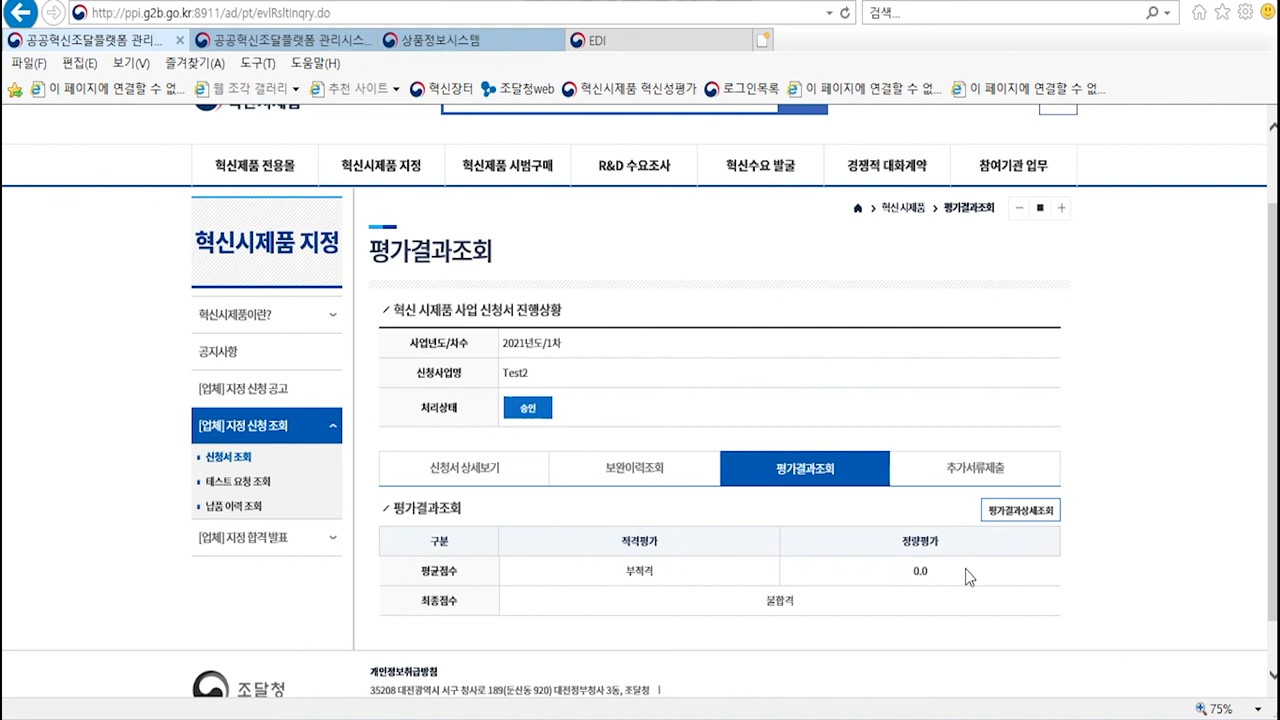 http://ppi.g2b.go.kr:8911/ad/pt/evlRsltInqry.do
검색...
공공혁신조달플랫폼 관리...
공공혁신조달플랫폼 관리시스...
상품정보시스템
EDI
파일(F) 편집(E) 보기(V) 즐겨찾기(A) 도구(T) 도움말(H)
이 페이지에 연결할 수 없... 웹 조각 갤러리 추천 사이트 혁신장터 조달청web 혁신시제품 혁신성평가 로그인목록 이 페이지에 연결할 수 없... 이 페이지에 연결할 수 없...
혁신제품 전용몰 혁신시제품 지정 혁신제품 시범구매 R&D 수요조사 혁신수요 발굴 경쟁적 대화계약 참여기관 업무
혁신 시제품 평가결과조회
혁신시제품 지정
혁신시제품이란?
공지사항
[업체] 지정 신청 공고
[업체] 지정 신청 조회
신청서 조회
테스트 요청 조회
납품 이력 조회
[업체] 지정 합격 발표
평가결과조회
혁신 시제품 사업 신청서 진행상황
사업년도/차수 2021년도/1차
신청사업명 Test2
처리상태 승인
신청서 상세보기 보완이력조회 평가결과조회 추가서류제출
평가결과조회
평가결과상세조회
구분 적격평가 정량평가
평균점수 부적격 0.0
최종점수 불합격
조달청
개인정보취급방침
35208 대전광역시 서구 청사로 189(둔산동 920) 대전정부청사 3동, 조달청 |
75%